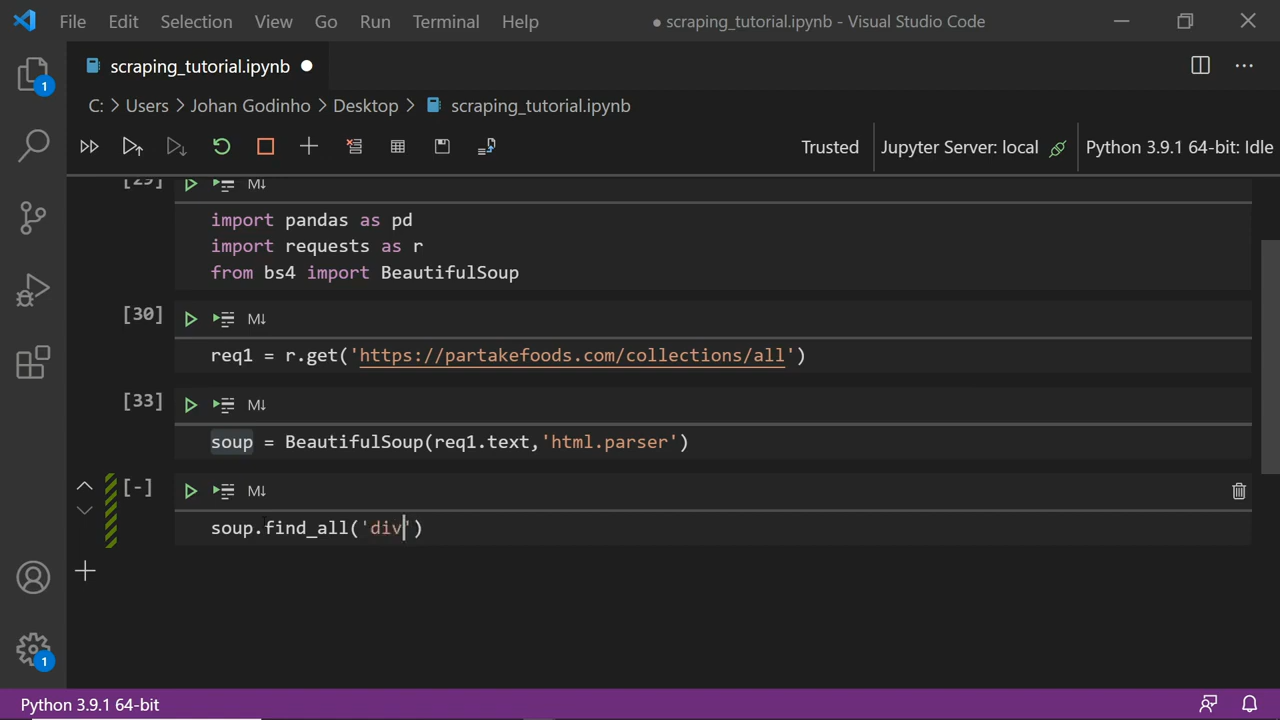 File Edit Selection View Go Run Terminal Help ● scraping_tutorial.ipynb - Visual Studio Code
scraping_tutorial.ipynb ●
C: > Users > Johan Godinho > Desktop > scraping_tutorial.ipynb
Trusted Jupyter Server: local Python 3.9.1 64-bit: Idle
[29] M↓
import pandas as pd
import requests as r
from bs4 import BeautifulSoup
[30] M↓
req1 = r.get('https://partakefoods.com/collections/all')
[33] M↓
soup = BeautifulSoup(req1.text,'html.parser')
[-] M↓
soup.find_all('div')
1
1
Python 3.9.1 64-bit